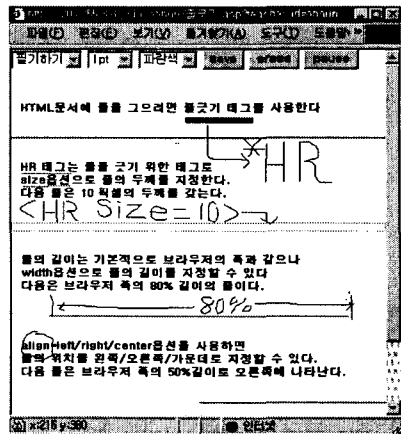 파일(F) 편집(E) 보기(V) 즐겨찾기(A) 도구(T) 도움말
필기하기 1pt 파란색 save erase pause
HTML문서에 줄을 그으려면 줄긋기 태그를 사용한다
*HR
HR 태그는 줄을 긋기 위한 태그로
size옵션으로 줄의 두께를 지정한다.
다음 줄은 10 픽셀의 두께를 갖는다.
<HR Size=10>
줄의 길이는 기본적으로 브라우저의 폭과 같으나
width옵션으로 줄의 길이를 지정할 수 있다
다음은 브라우저 폭의 80% 길이의 줄이다.
80%
align=left/right/center옵션를 사용하면
줄의 위치를 왼쪽/오른쪽/가운데로 지정할 수 있다.
다음 줄은 브라우저 폭의 50%길이로 오른쪽에 나타난다.
x:216 y:380 인터넷